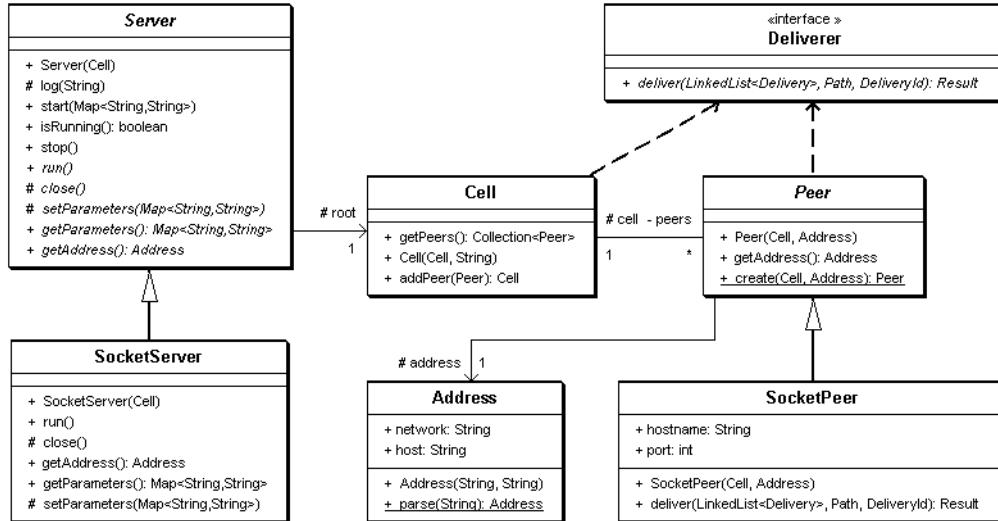 Server
+ Server(Cell)
# log(String)
+ start(Map<String,String>)
+ isRunning(): boolean
+ stop()
+ run()
# close()
# setParameters(Map<String,String>)
+ getParameters(): Map<String,String>
+ getAddress(): Address
«interface »
Deliverer
+ deliver(LinkedList<Delivery>, Path, DeliveryId): Result
# root
1
Cell
+ getPeers(): Collection<Peer>
+ Cell(Cell, String)
+ addPeer(Peer): Cell
# cell - peers
1 *
Peer
+ Peer(Cell, Address)
+ getAddress(): Address
+ create(Cell, Address): Peer
SocketServer
+ SocketServer(Cell)
+ run()
# close()
+ getAddress(): Address
+ getParameters(): Map<String,String>
# setParameters(Map<String,String>)
# address 1
Address
+ network: String
+ host: String
+ Address(String, String)
+ parse(String): Address
SocketPeer
+ hostname: String
+ port: int
+ SocketPeer(Cell, Address)
+ deliver(LinkedList<Delivery>, Path, DeliveryId): Result